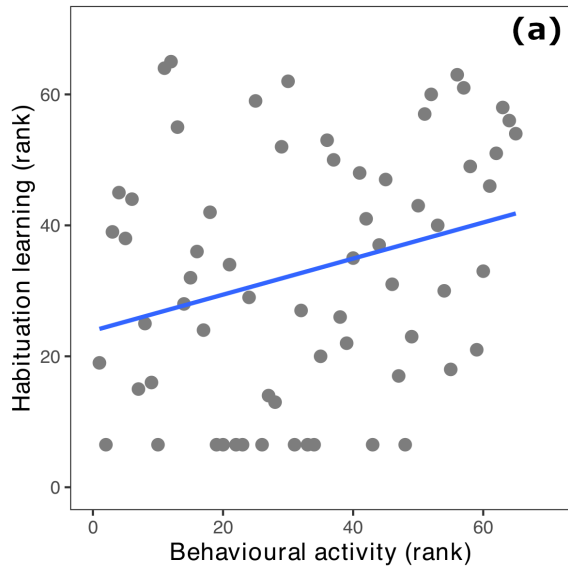 (a)
Habituation learning (rank)
60
40
20
0
0 20 40 60
Behavioural activity (rank)